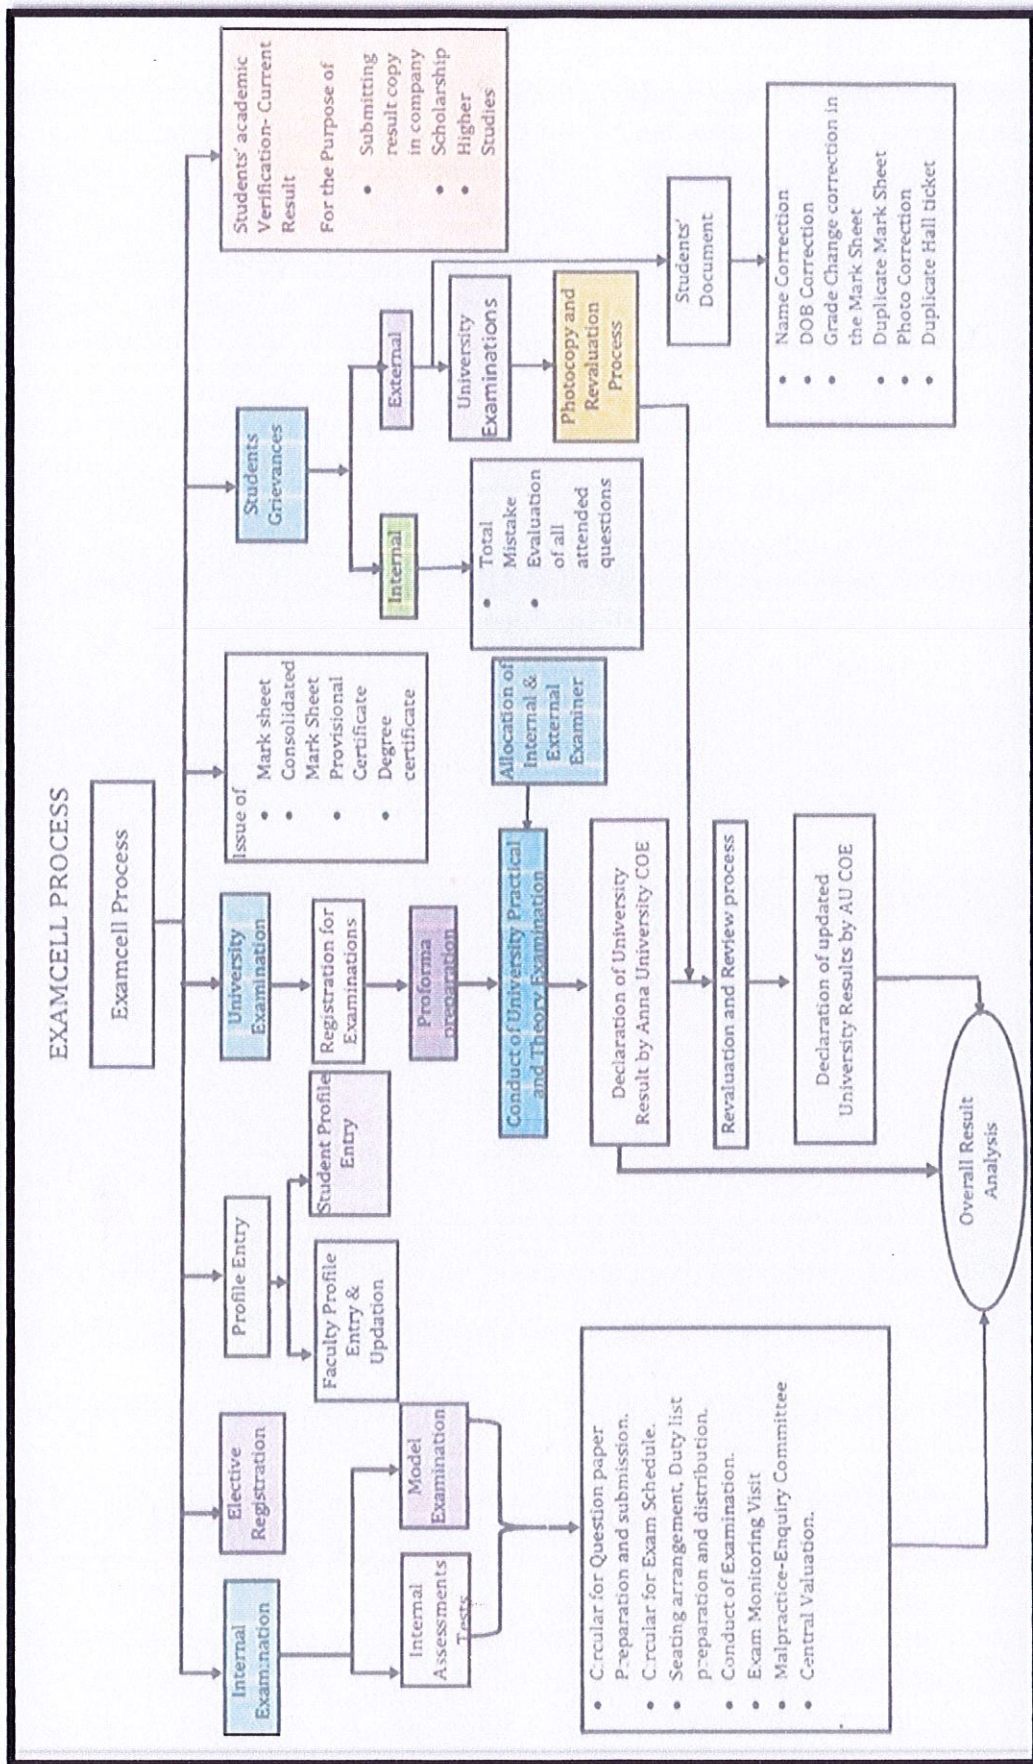 EXAMCELL PROCESS
Examcell Process
Internal
Examination
Elective
Registration
Profile Entry
University
Examination
Issue of
• Mark sheet
• Consolidated
Mark Sheet
• Provisional
Certificate
• Degree
certificate
Students
Grievances
Students' academic
Verification- Current
Result
For the Purpose of
• Submitting
result copy
in company
• Scholarship
• Higher
Studies
Internal
Assessments
Tests
Model
Examination
Faculty Profile
Entry &
Updation
Student Profile
Entry
Registration for
Examinations
Proforma
preparation
Conduct of University Practical
and Theory Examination
Allocation of
Internal &
External
Examiner
Internal
External
• Total
Mistake
• Evaluation
of all
attended
questions
University
Examinations
Photocopy and
Revaluation
Process
Students'
Document
• Name Correction
• DOB Correction
• Grade Change correction in
the Mark Sheet
• Duplicate Mark Sheet
• Photo Correction
• Duplicate Hall ticket
• Circular for Question paper
Preparation and submission.
• Circular for Exam Schedule.
• Seating arrangement, Duty list
preparation and distribution.
• Conduct of Examination.
• Exam Monitoring Visit
• Malpractice-Enquiry Committee
• Central Valuation.
Declaration of University
Result by Anna University COE
Revaluation and Review process
Declaration of updated
University Results by AU COE
Overall Result
Analysis